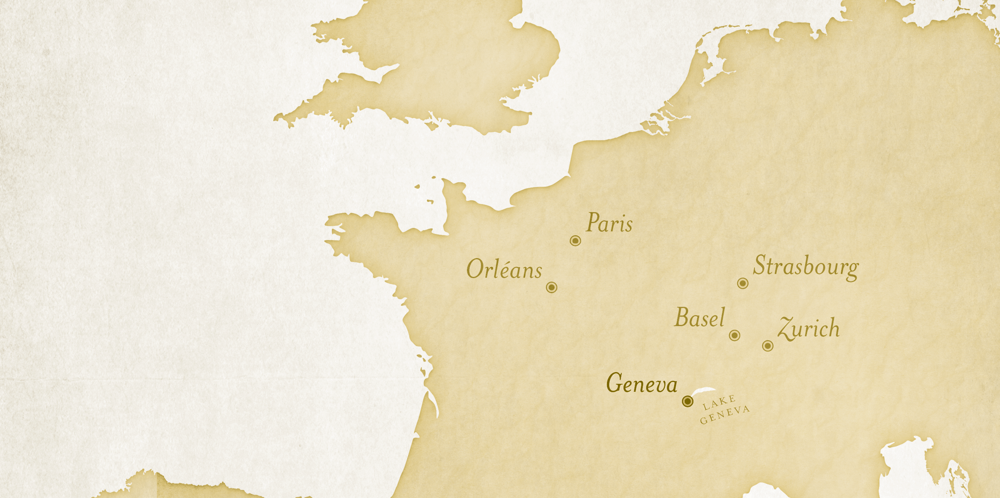 Paris
Orléans
Strasbourg
Basel
Zurich
Geneva
LAKE
GENEVA